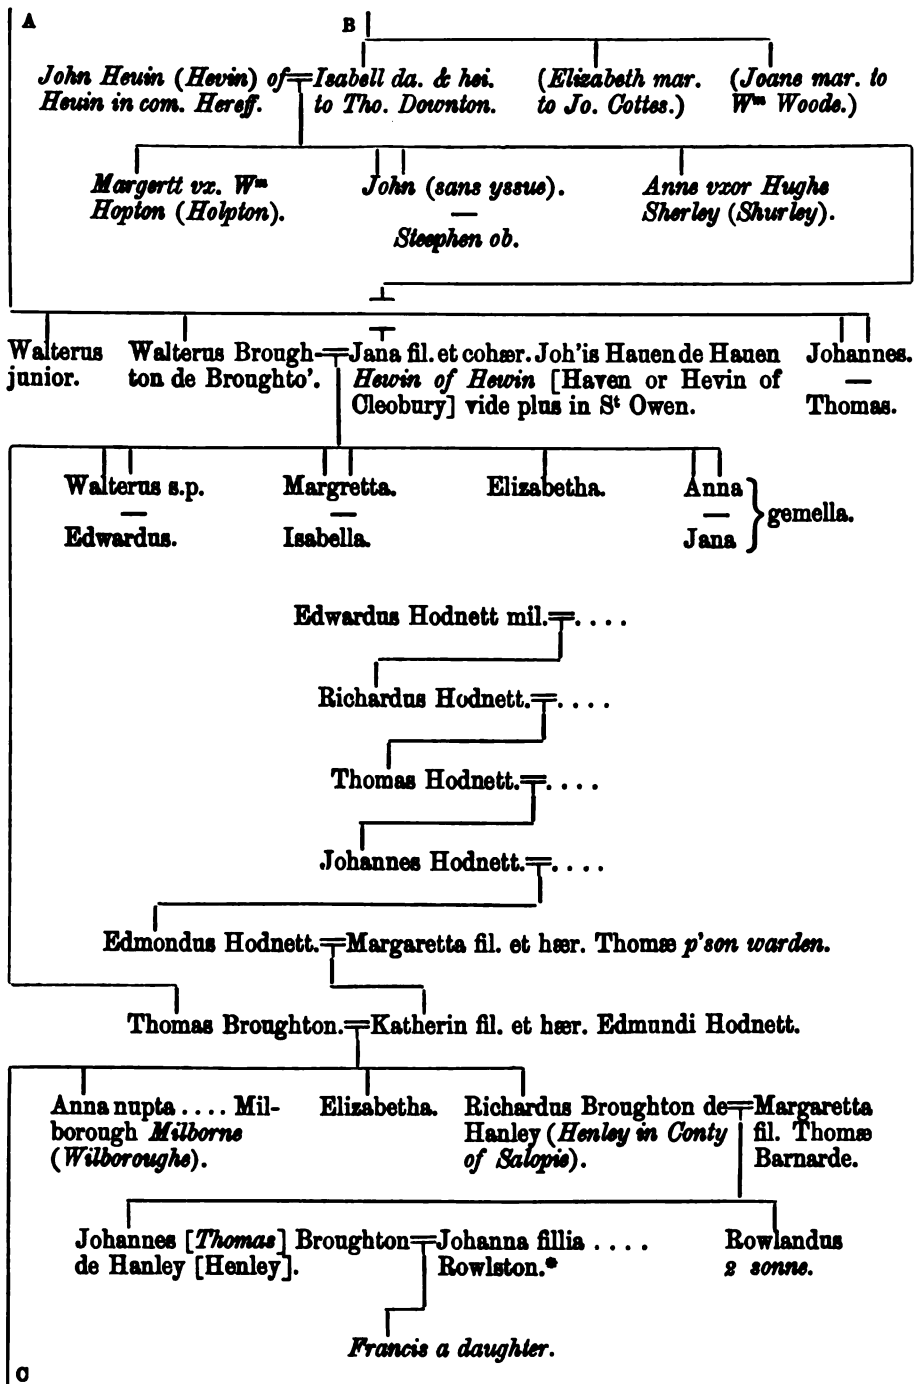 A
B
John Heuin (Hevin) of Isabell da. & hei. (Elizabeth mar. (Joane mar. to
Heuin in com. Hereff. to Tho. Downton. to Jo. Cottes.) Wm Woode.)
Margertt vx. Wm John (sans yssue). Anne vxor Hughe
Hopton (Holpton). Sherley (Shurley).
—
Steephen ob.
Walterus Walterus Brough- Jana fil. et cohær. Joh'is Hauen de Hauen Johannes.
junior. ton de Broughto'. Hewin of Hewin [Haven or Hevin of —
Cleobury] vide plus in St Owen. Thomas.
Walterus s.p. Margretta. Elizabetha. Anna
— — — gemella.
Edwardus. Isabella. Jana
Edwardus Hodnett mil.=. . . .
Richardus Hodnett.=. . . .
Thomas Hodnett.=. . . .
Johannes Hodnett.=. . . .
Edmondus Hodnett.=Margaretta fil. et hær. Thomæ p'son warden.
Thomas Broughton.=Katherin fil. et hær. Edmundi Hodnett.
Anna nupta . . . . Mil- Elizabetha. Richardus Broughton de=Margaretta
borough Milborne Hanley (Henley in Conty fil. Thomæ
(Wilboroughe). of Salopie). Barnarde.
Johannes [Thomas] Broughton=Johanna fillia . . . . Rowlandus
de Hanley [Henley]. Rowlston.* 2 sonne.
Francis a daughter.
C